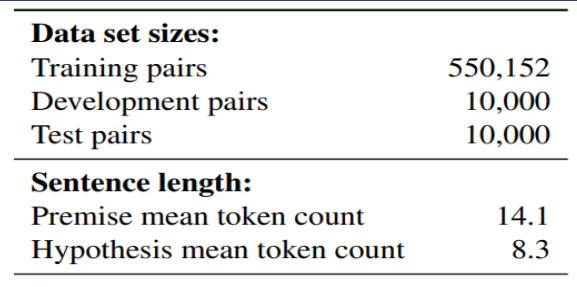 Data set sizes:
Training pairs 550,152
Development pairs 10,000
Test pairs 10,000
Sentence length:
Premise mean token count 14.1
Hypothesis mean token count 8.3